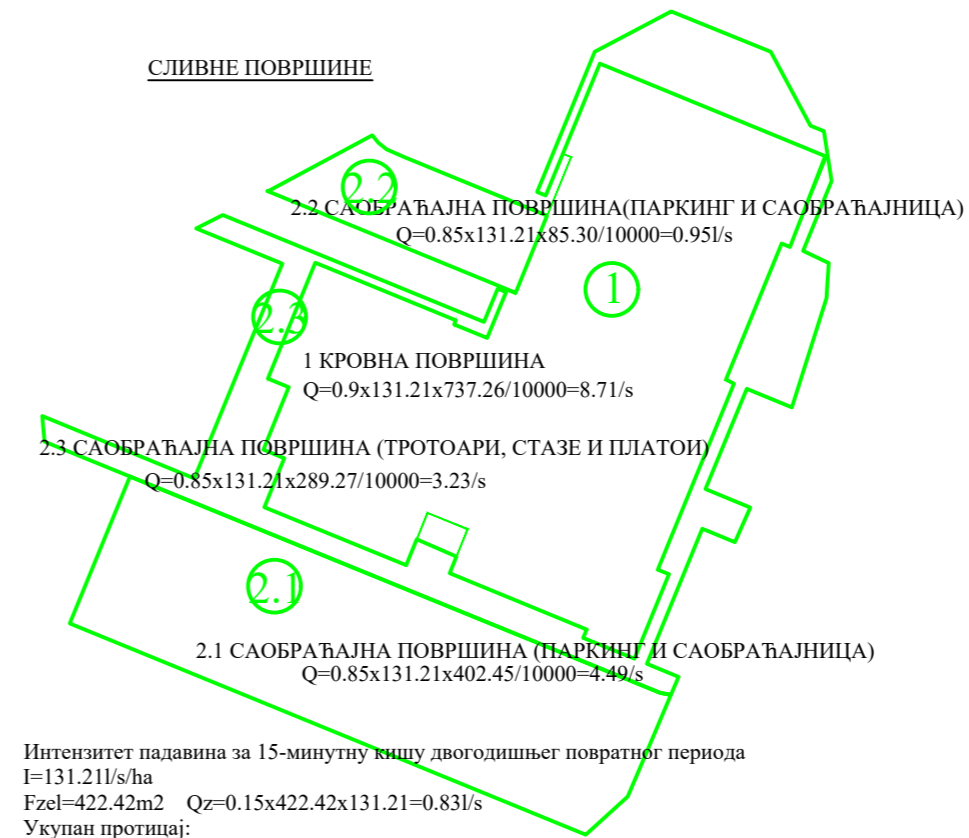 СЛИВНЕ ПОВРШИНЕ
2.2
2.2 САОБРАЋАЈНА ПОВРШИНА(ПАРКИНГ И САОБРАЋАЈНИЦА)
Q=0.85x131.21x85.30/10000=0.95l/s
1
2.3
1 КРОВНА ПОВРШИНА
Q=0.9x131.21x737.26/10000=8.71/s
2.3 САОБРАЋАЈНА ПОВРШИНА (ТРОТОАРИ, СТАЗЕ И ПЛАТОИ)
Q=0.85x131.21x289.27/10000=3.23/s
2.1
2.1 САОБРАЋАЈНА ПОВРШИНА (ПАРКИНГ И САОБРАЋАЈНИЦА)
Q=0.85x131.21x402.45/10000=4.49/s
Интензитет падавина за 15-минутну кишу двогодишњег повратног периода
I=131.21l/s/ha
Fzel=422.42m2 Qz=0.15x422.42x131.21=0.83l/s
Укупан протицај: